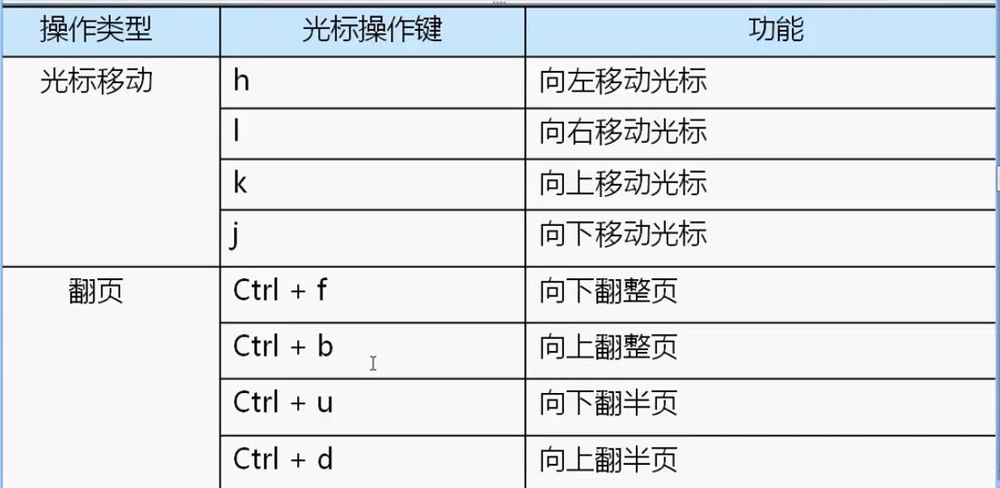 操作类型 光标操作键 功能
光标移动 h 向左移动光标
l 向右移动光标
k 向上移动光标
j 向下移动光标
翻页 Ctrl + f 向下翻整页
Ctrl + b 向上翻整页
Ctrl + u 向下翻半页
Ctrl + d 向上翻半页